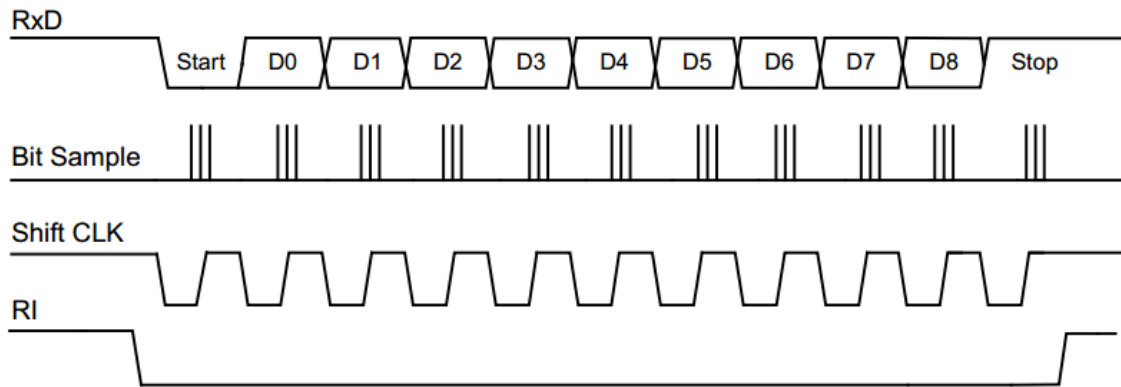 RxD
Start D0 D1 D2 D3 D4 D5 D6 D7 D8 Stop
Bit Sample
Shift CLK
RI